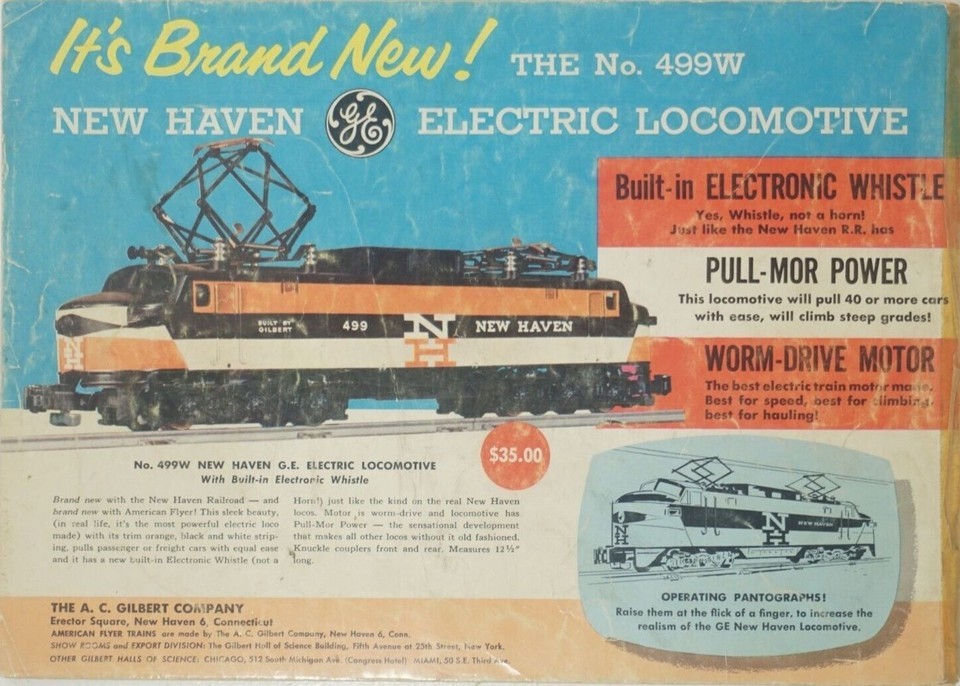 It's Brand New! THE No. 499W
NEW HAVEN GE ELECTRIC LOCOMOTIVE
Built-in ELECTRONIC WHISTLE
Yes, Whistle, not a horn!
Just like the New Haven R.R. has
PULL-MOR POWER
This locomotive will pull 40 or more cars
with ease, will climb steep grades!
WORM-DRIVE MOTOR
The best electric train motor made.
Best for speed, best for climbing,
best for hauling!
BUILT BY
GILBERT
499
N
H
NEW HAVEN
N
H
$35.00
No. 499W NEW HAVEN G.E. ELECTRIC LOCOMOTIVE
With Built-in Electronic Whistle
Brand new with the New Haven Railroad — and
brand new with American Flyer! This sleek beauty,
(in real life, it's the most powerful electric loco
made) with its trim orange, black and white strip-
ing, pulls passenger or freight cars with equal ease
and it has a new built-in Electronic Whistle (not a
Horn!) just like the kind on the real New Haven
locos. Motor is worm-drive and locomotive has
Pull-Mor Power — the sensational development
that makes all other locos without it old fashioned.
Knuckle couplers front and rear. Measures 12½"
long.
N
H
N
H
NEW HAVEN
OPERATING PANTOGRAPHS!
Raise them at the flick of a finger, to increase the
realism of the GE New Haven Locomotive.
THE A. C. GILBERT COMPANY
Erector Square, New Haven 6, Connecticut
AMERICAN FLYER TRAINS are made by The A. C. Gilbert Company, New Haven 6, Conn.
SHOW ROOMS and EXPORT DIVISION: The Gilbert Hall of Science Building, Fifth Avenue at 25th Street, New York.
OTHER GILBERT HALLS OF SCIENCE: CHICAGO, 512 South Michigan Ave. (Congress Hotel) MIAMI, 50 S.E. Third Ave.